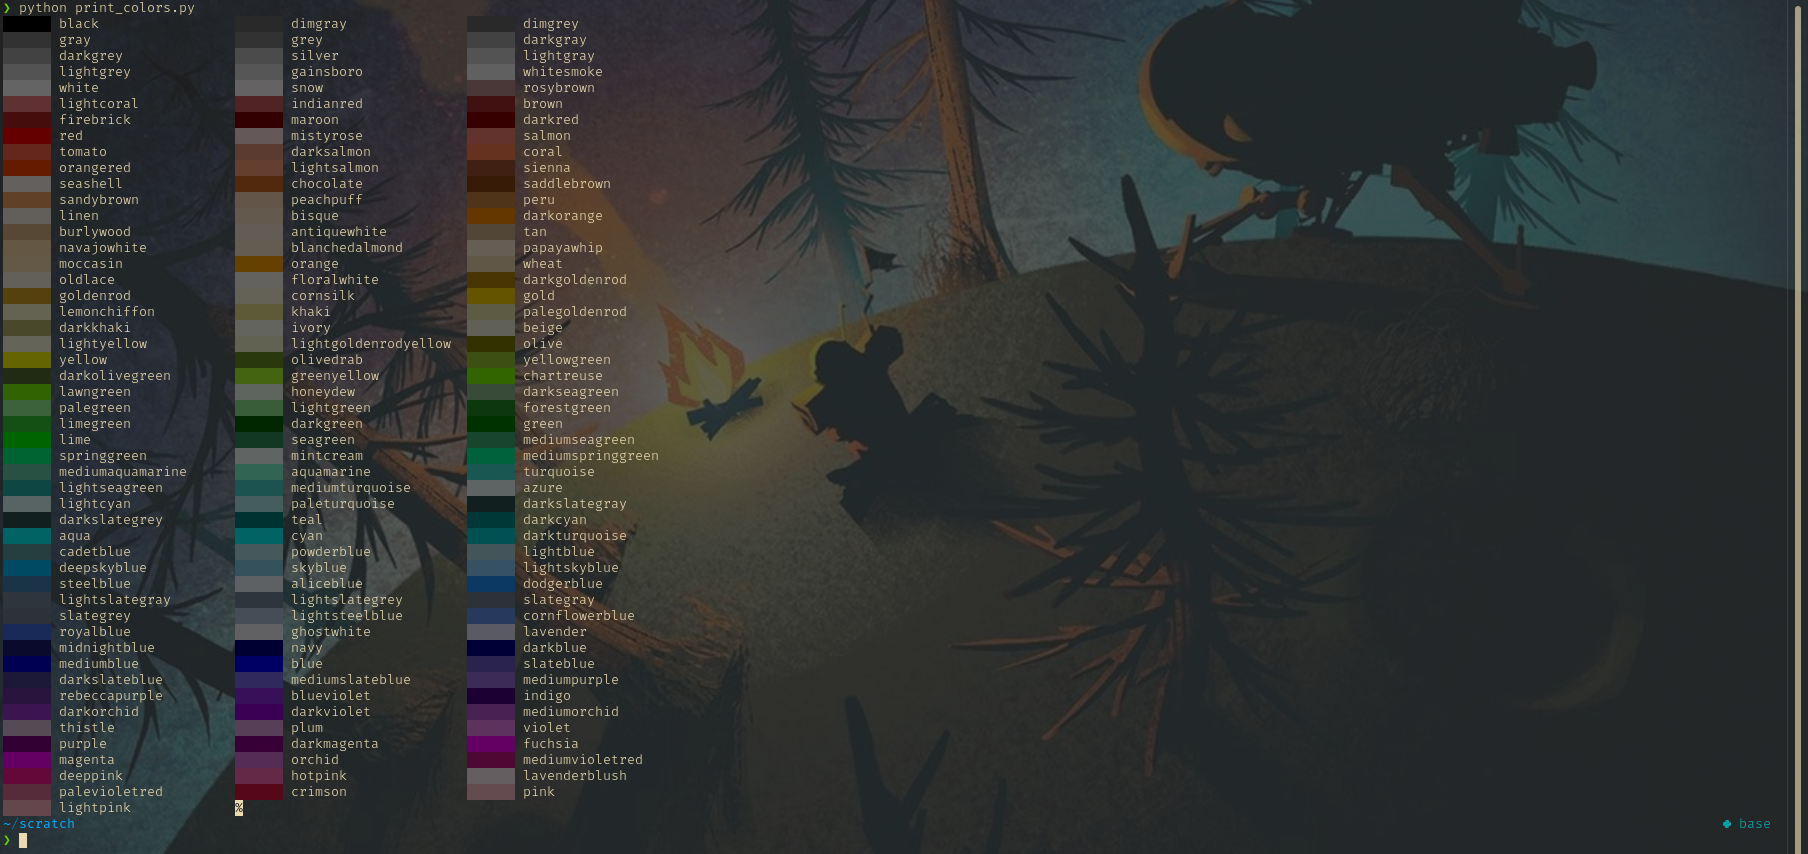 ❯ python print_colors.py
black dimgray dimgrey
gray grey darkgray
darkgrey silver lightgray
lightgrey gainsboro whitesmoke
white snow rosybrown
lightcoral indianred brown
firebrick maroon darkred
red mistyrose salmon
tomato darksalmon coral
orangered lightsalmon sienna
seashell chocolate saddlebrown
sandybrown peachpuff peru
linen bisque darkorange
burlywood antiquewhite tan
navajowhite blanchedalmond papayawhip
moccasin orange wheat
oldlace floralwhite darkgoldenrod
goldenrod cornsilk gold
lemonchiffon khaki palegoldenrod
darkkhaki ivory beige
lightyellow lightgoldenrodyellow olive
yellow olivedrab yellowgreen
darkolivegreen greenyellow chartreuse
lawngreen honeydew darkseagreen
palegreen lightgreen forestgreen
limegreen darkgreen green
lime seagreen mediumseagreen
springgreen mintcream mediumspringgreen
mediumaquamarine aquamarine turquoise
lightseagreen mediumturquoise azure
lightcyan paleturquoise darkslategray
darkslategrey teal darkcyan
aqua cyan darkturquoise
cadetblue powderblue lightblue
deepskyblue skyblue lightskyblue
steelblue aliceblue dodgerblue
lightslategray lightslategrey slategray
slategrey lightsteelblue cornflowerblue
royalblue ghostwhite lavender
midnightblue navy darkblue
mediumblue blue slateblue
darkslateblue mediumslateblue mediumpurple
rebeccapurple blueviolet indigo
darkorchid darkviolet mediumorchid
thistle plum violet
purple darkmagenta fuchsia
magenta orchid mediumvioletred
deeppink hotpink lavenderblush
palevioletred crimson pink
lightpink %
~/scratch base
❯